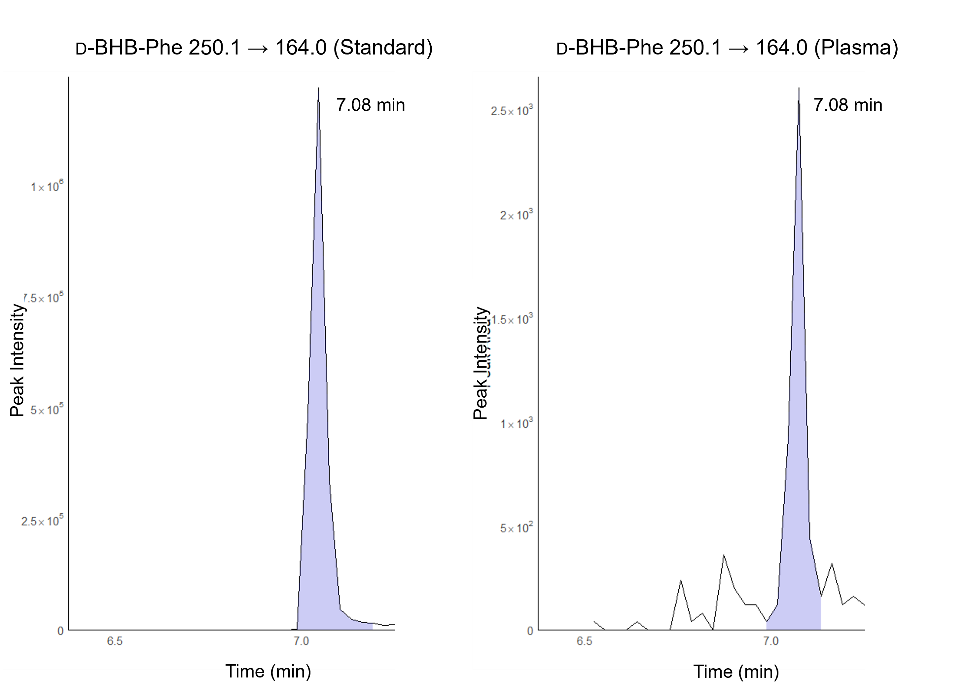 D-BHB-Phe 250.1 → 164.0 (Standard)
7.08 min
1×10⁶
7.5×10⁵
5×10⁵
2.5×10⁵
0
6.5 7.0
Peak Intensity
Time (min)
D-BHB-Phe 250.1 → 164.0 (Plasma)
7.08 min
2.5×10³
2×10³
1.5×10³
1×10³
5×10²
0
6.5 7.0
Peak Intensity
Time (min)